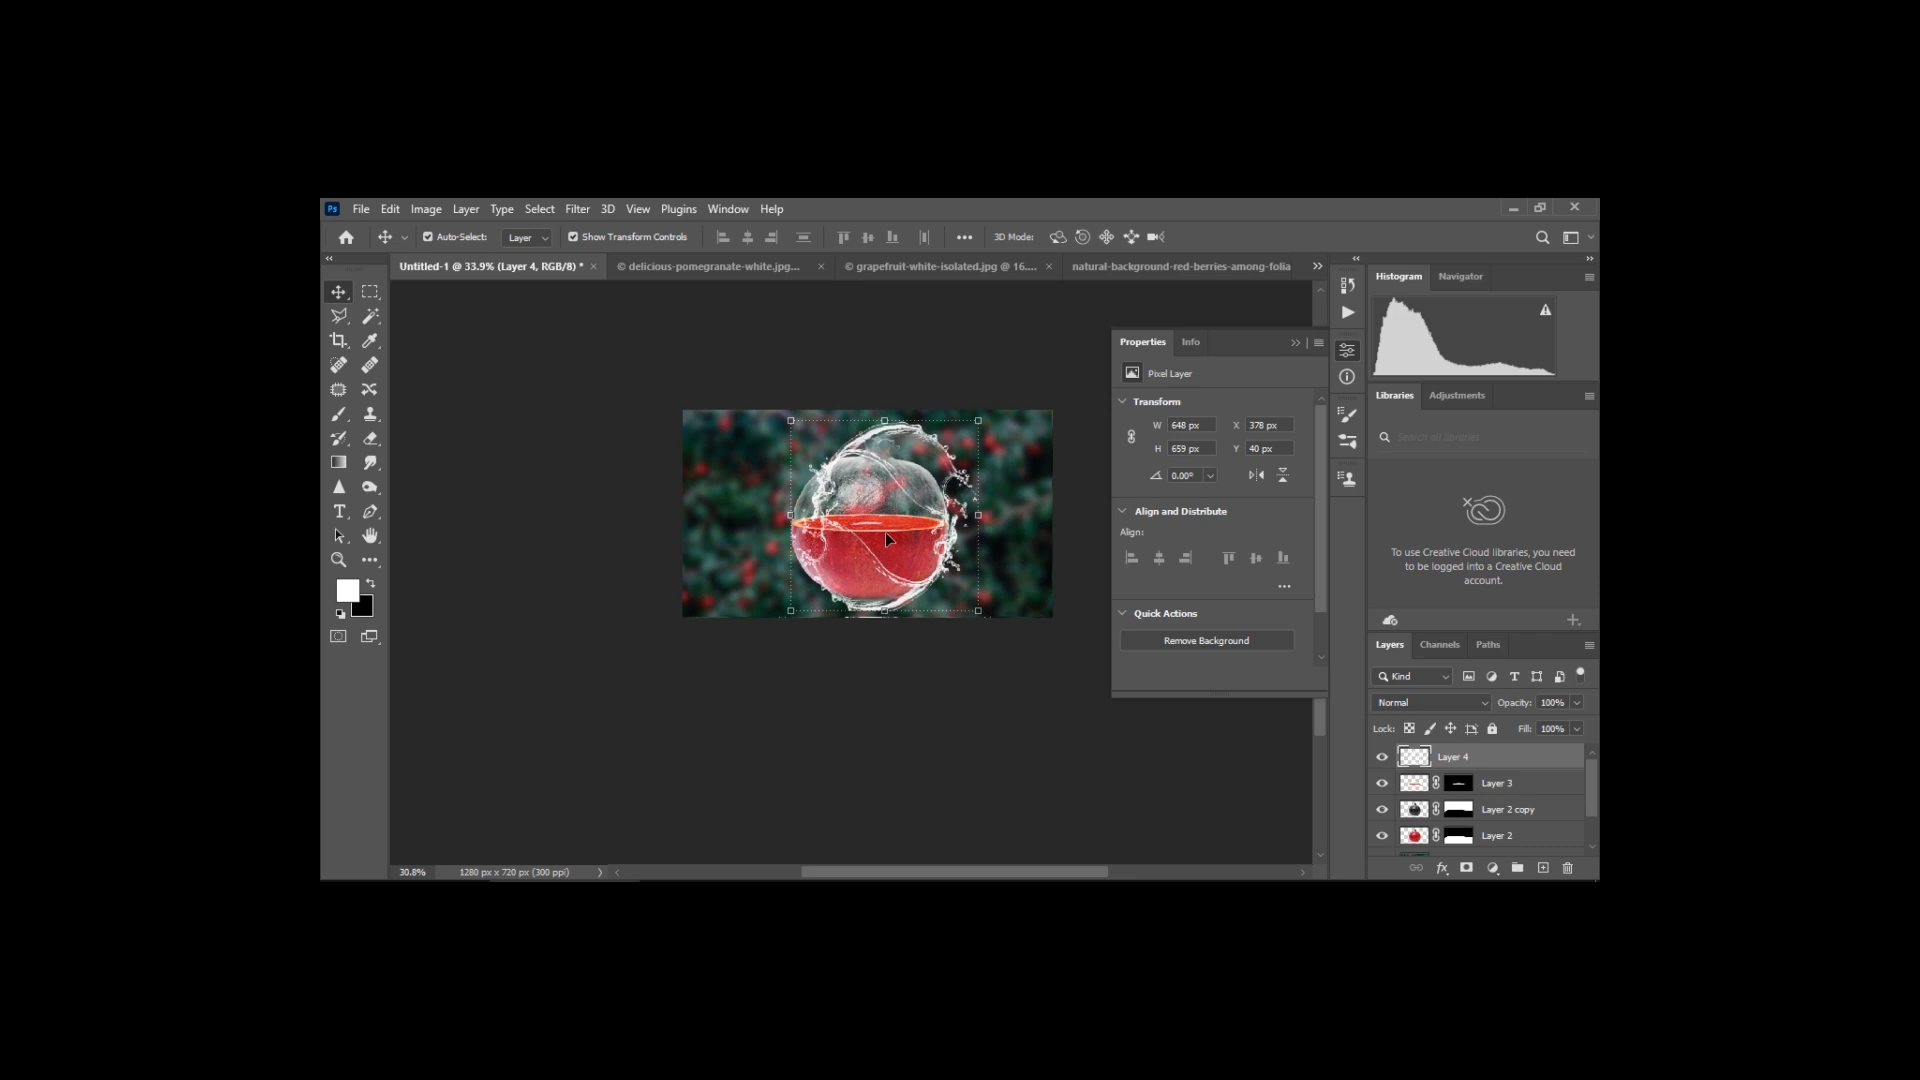 Ps File Edit Image Layer Type Select Filter 3D View Plugins Window Help
Auto-Select: Layer Show Transform Controls 3D Mode:
Untitled-1 @ 33.9% (Layer 4, RGB/8) * × © delicious-pomegranate-white.jpg... × © grapefruit-white-isolated.jpg @ 16.... × natural-background-red-berries-among-folia
Histogram Navigator
Properties Info
Pixel Layer
Transform
W 648 px X 378 px
H 659 px Y 40 px
0.00°
Align and Distribute
Align:
Quick Actions
Remove Background
Libraries Adjustments
Search all libraries
To use Creative Cloud libraries, you need
to be logged into a Creative Cloud
account.
Layers Channels Paths
Kind
Normal Opacity: 100%
Lock: Fill: 100%
Layer 4
Layer 3
Layer 2 copy
Layer 2
fx
30.8% 1280 px x 720 px (300 ppi)